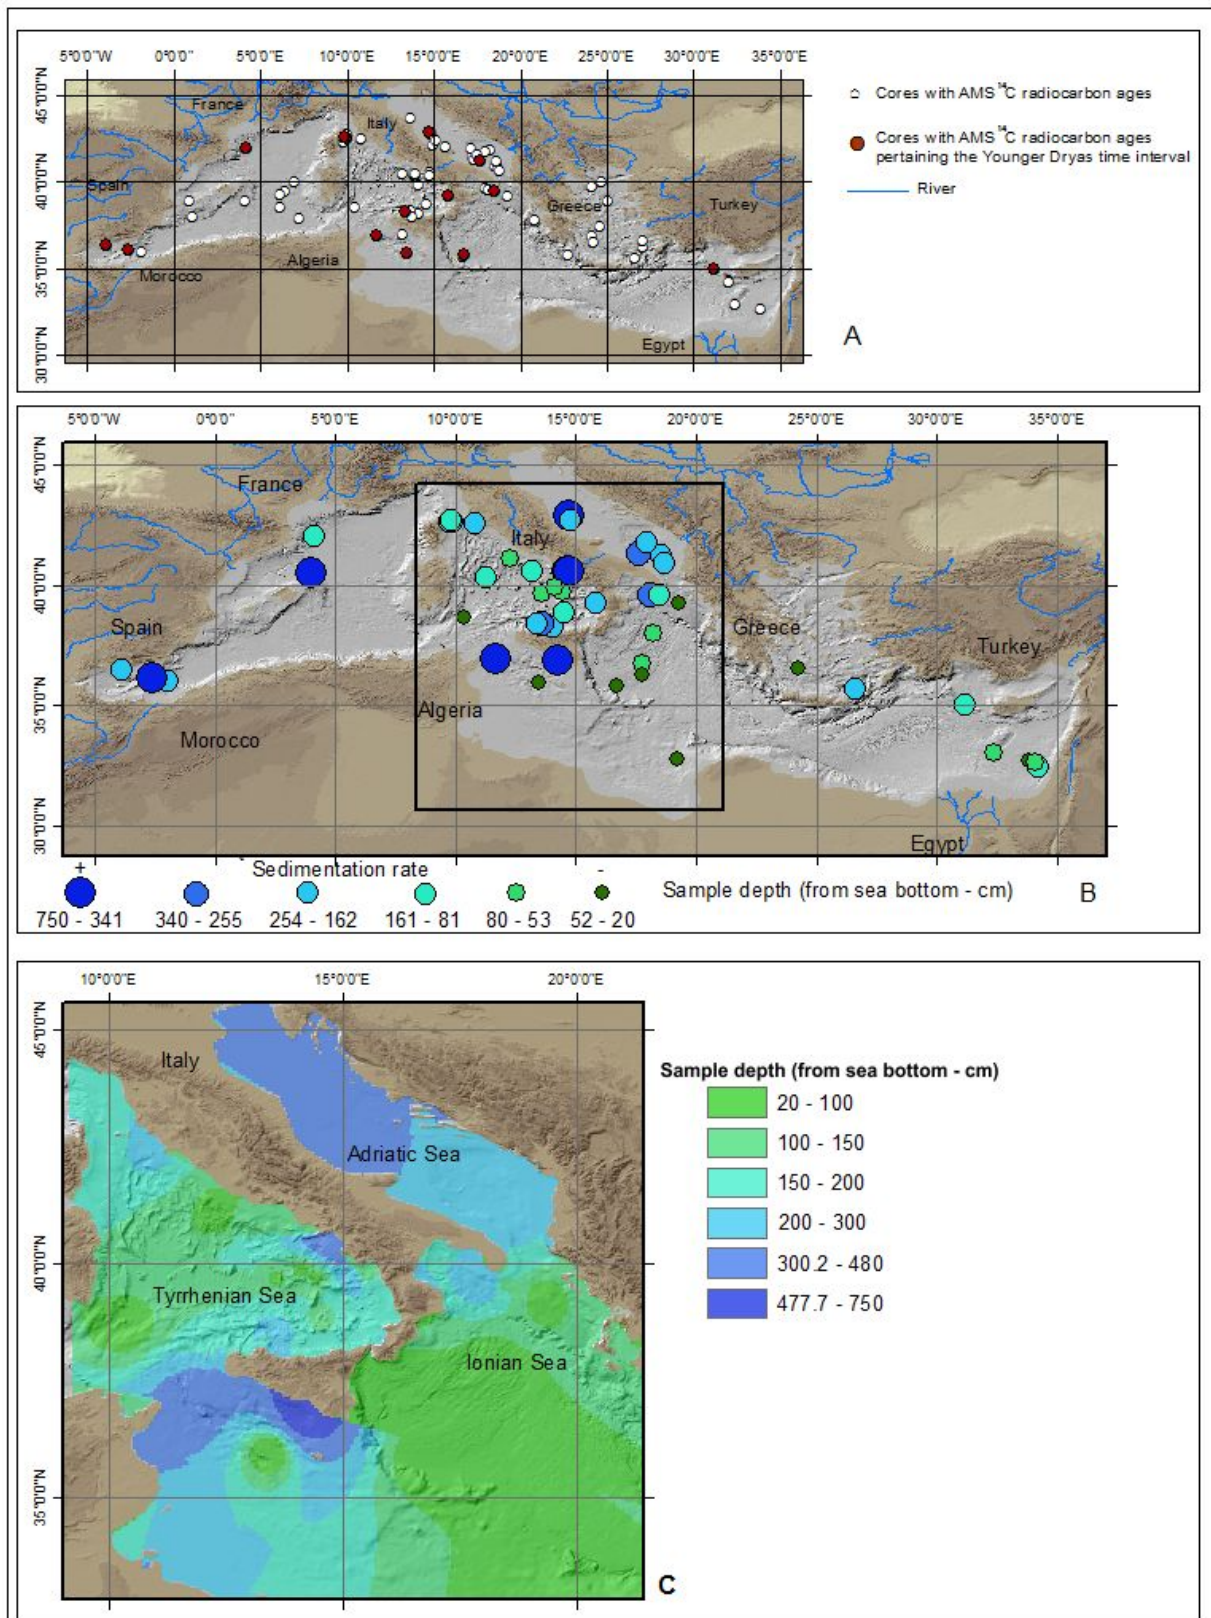 5°0'0"W 0°0'0" 5°0'0"E 10°0'0"E 15°0'0"E 20°0'0"E 25°0'0"E 30°0'0"E 35°0'0"E
45°0'0"N
40°0'0"N
35°0'0"N
30°0'0"N
France
Italy
Spain
Greece
Turkey
Algeria
Morocco
Egypt
A
Cores with AMS ¹⁴C radiocarbon ages
Cores with AMS ¹⁴C radiocarbon ages
pertaining the Younger Dryas time interval
River
5°0'0"W 0°0'0" 5°0'0"E 10°0'0"E 15°0'0"E 20°0'0"E 25°0'0"E 30°0'0"E 35°0'0"E
45°0'0"N
40°0'0"N
35°0'0"N
30°0'0"N
France
Italy
Spain
Greece
Turkey
Algeria
Morocco
Egypt
+ Sedimentation rate -
750 - 341 340 - 255 254 - 162 161 - 81 80 - 53 52 - 20
Sample depth (from sea bottom - cm)
B
10°0'0"E 15°0'0"E 20°0'0"E
45°0'0"N
40°0'0"N
35°0'0"N
Italy
Adriatic Sea
Tyrrhenian Sea
Ionian Sea
Sample depth (from sea bottom - cm)
20 - 100
100 - 150
150 - 200
200 - 300
300.2 - 480
477.7 - 750
C